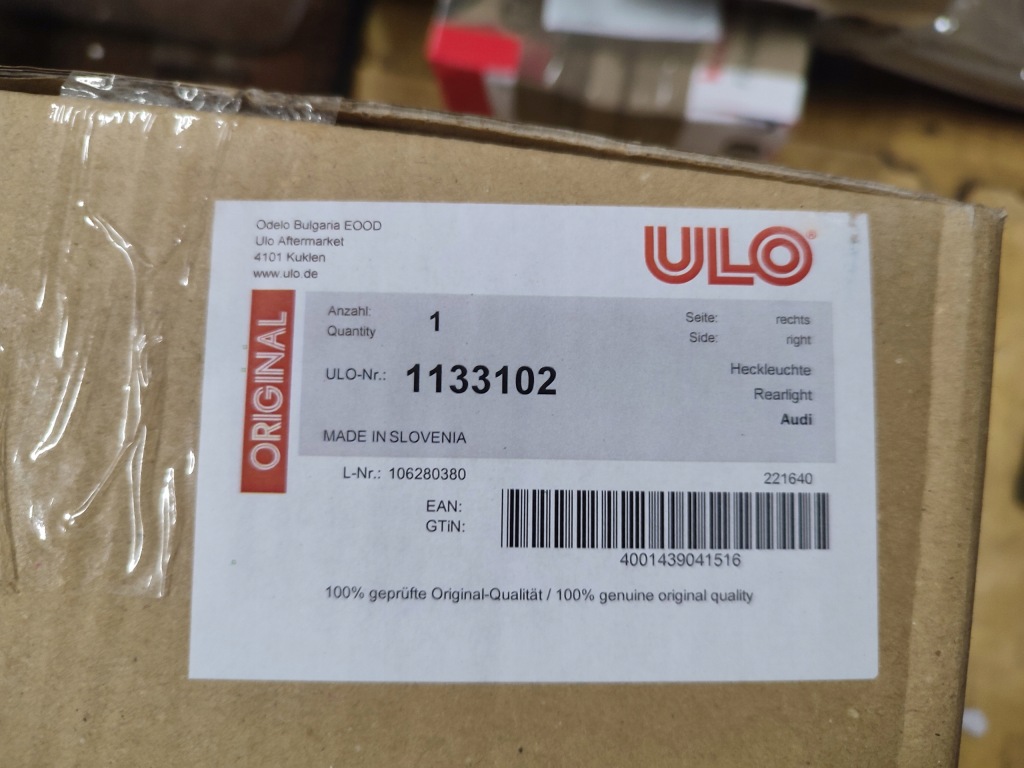 Odelo Bulgaria EOOD
Ulo Aftermarket
4101 Kuklen
www.ulo.de
ULO®
ORIGINAL
Anzahl: 1
Quantity
Seite: rechts
Side: right
ULO-Nr.: 1133102
Heckleuchte
Rearlight
Audi
MADE IN SLOVENIA
L-Nr.: 106280380
221640
EAN:
GTiN:
4001439041516
100% geprüfte Original-Qualität / 100% genuine original quality